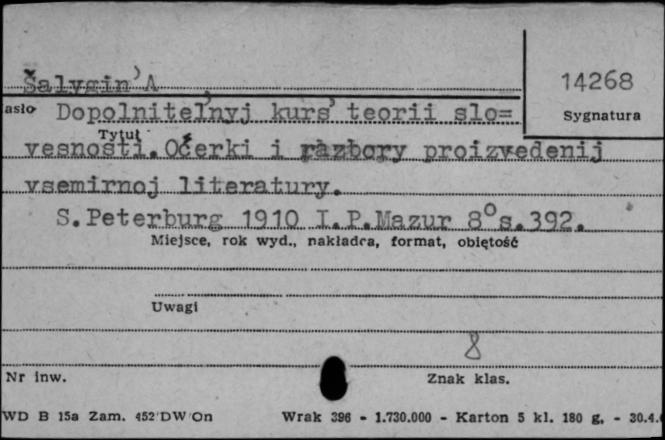 Šalygin' A
14268
asło Dopolnitel'nyj kurs' teorii slo=
Sygnatura
Tytuł
vesnosti. Očerki i razbory proizvedenij
vsemirnoj literatury.
S.Peterburg 1910 I.P.Mazur 8° s.392.
Miejsce, rok wyd., nakładca, format, objętość
Uwagi
8
Nr inw.
Znak klas.
WD B 15a Zam. 452 DW On Wrak 396 - 1.730.000 - Karton 5 kl. 180 g. - 30.4.